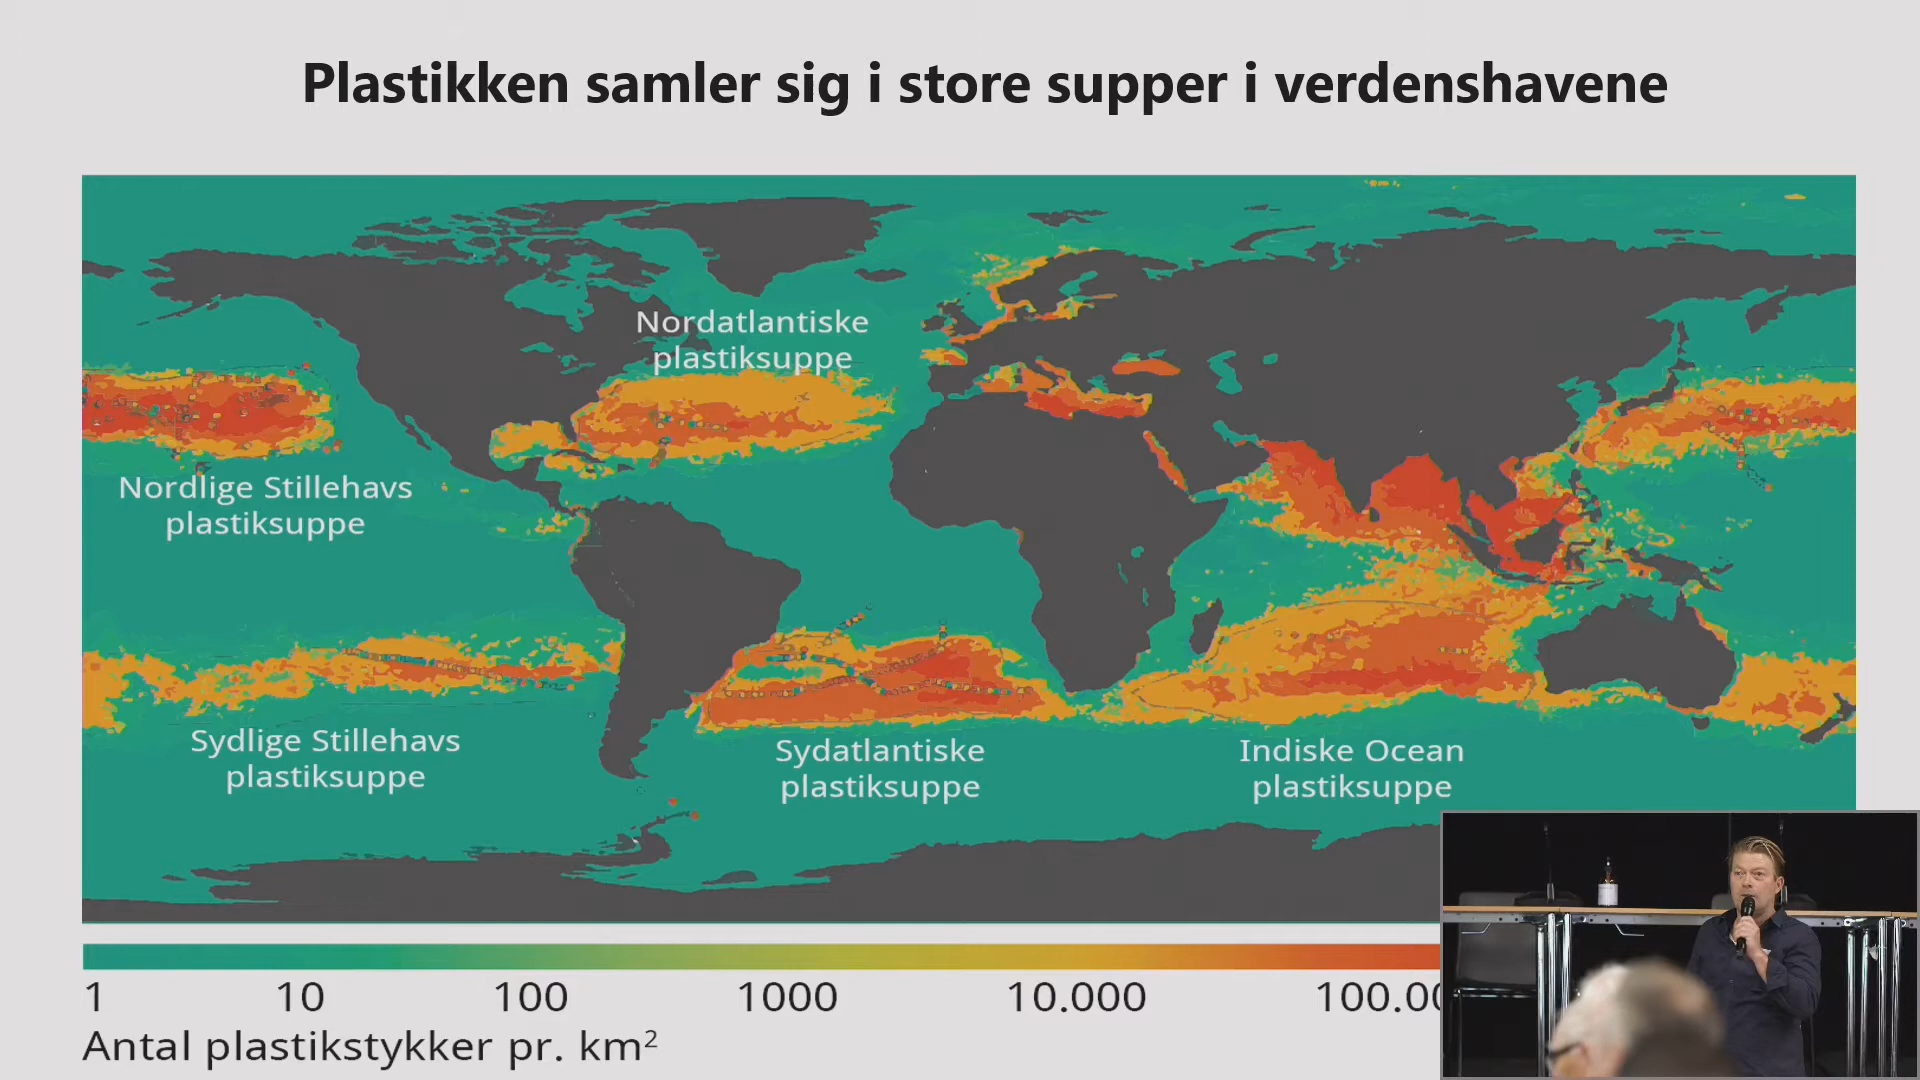 Plastikken samler sig i store supper i verdenshavene
Nordatlantiske
plastiksuppe
Nordlige Stillehavs
plastiksuppe
Sydlige Stillehavs
plastiksuppe
Sydatlantiske
plastiksuppe
Indiske Ocean
plastiksuppe
1 10 100 1000 10.000
Antal plastikstykker pr. km²